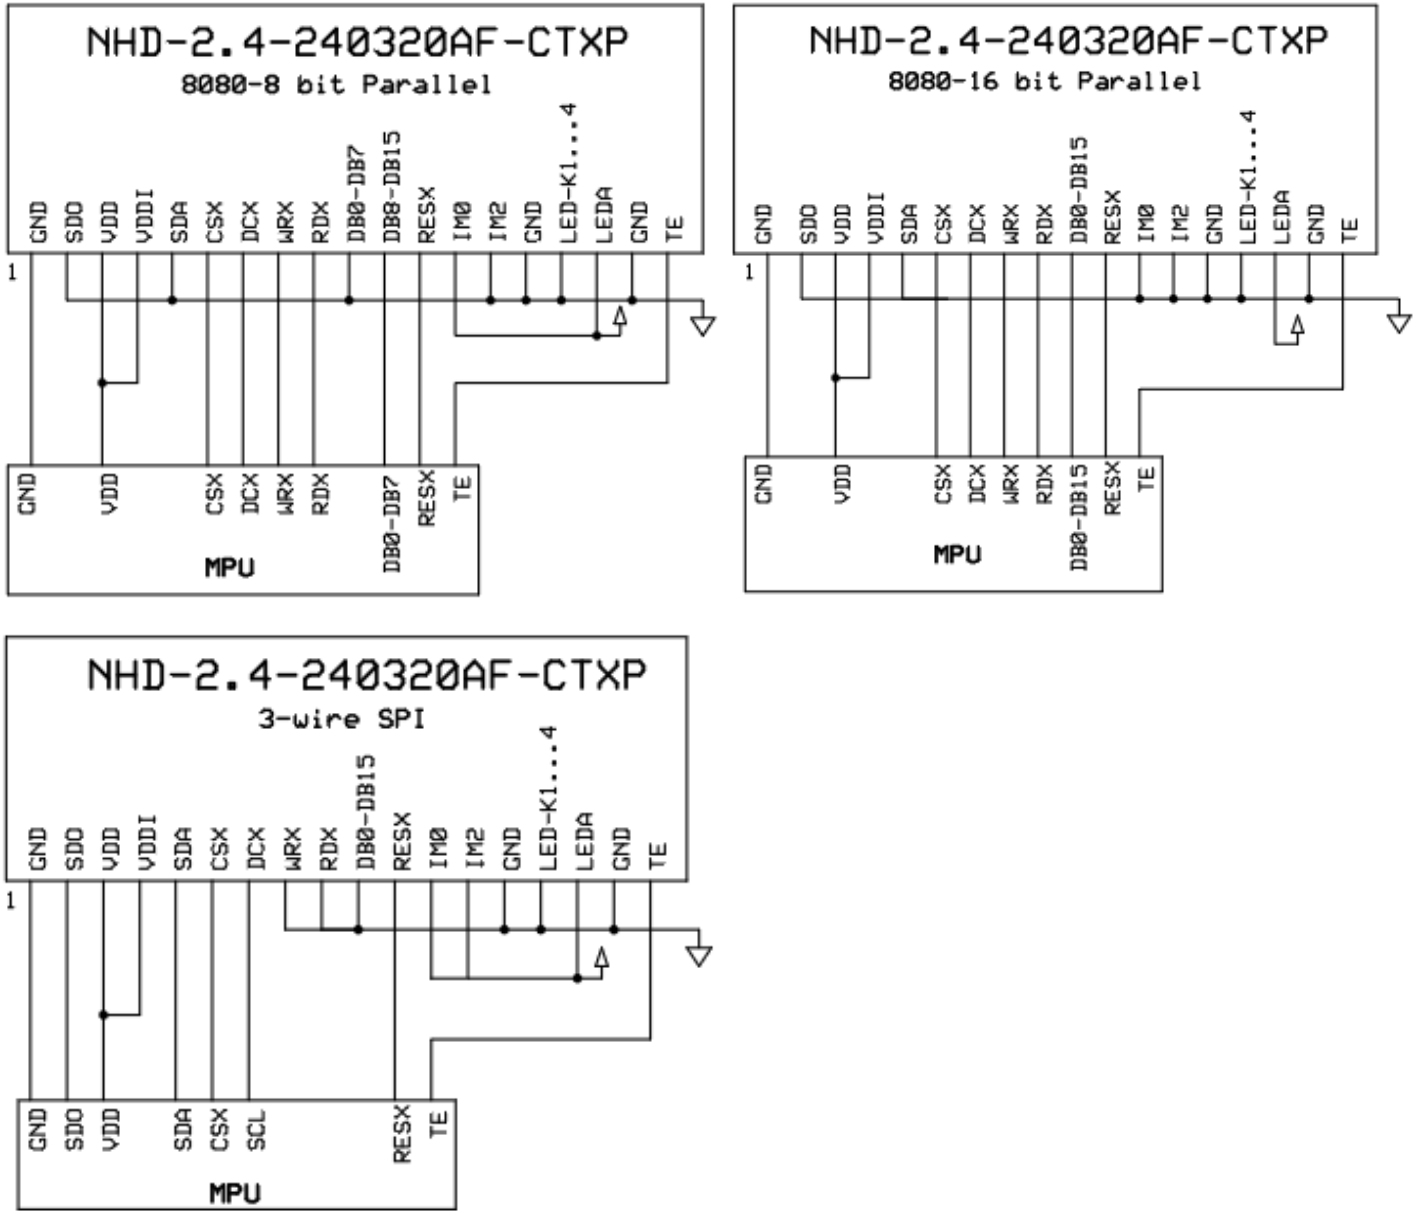 NHD-2.4-240320AF-CTXP
8080-8 bit Parallel
GND SDO VDD VDDI SDA CSX DCX WRX RDX DB0-DB7 DB8-DB15 RESX IM0 IM2 GND LED-K1...4 LEDA GND TE
1
GND VDD CSX DCX WRX RDX DB0-DB7 RESX TE
MPU
NHD-2.4-240320AF-CTXP
8080-16 bit Parallel
GND SDO VDD VDDI SDA CSX DCX WRX RDX DB0-DB15 RESX IM0 IM2 GND LED-K1...4 LEDA GND TE
1
GND VDD CSX DCX WRX RDX DB0-DB15 RESX TE
MPU
NHD-2.4-240320AF-CTXP
3-wire SPI
GND SDO VDD VDDI SDA CSX DCX WRX RDX DB0-DB15 RESX IM0 IM2 GND LED-K1...4 LEDA GND TE
1
GND SDO VDD SDA CSX SCL RESX TE
MPU